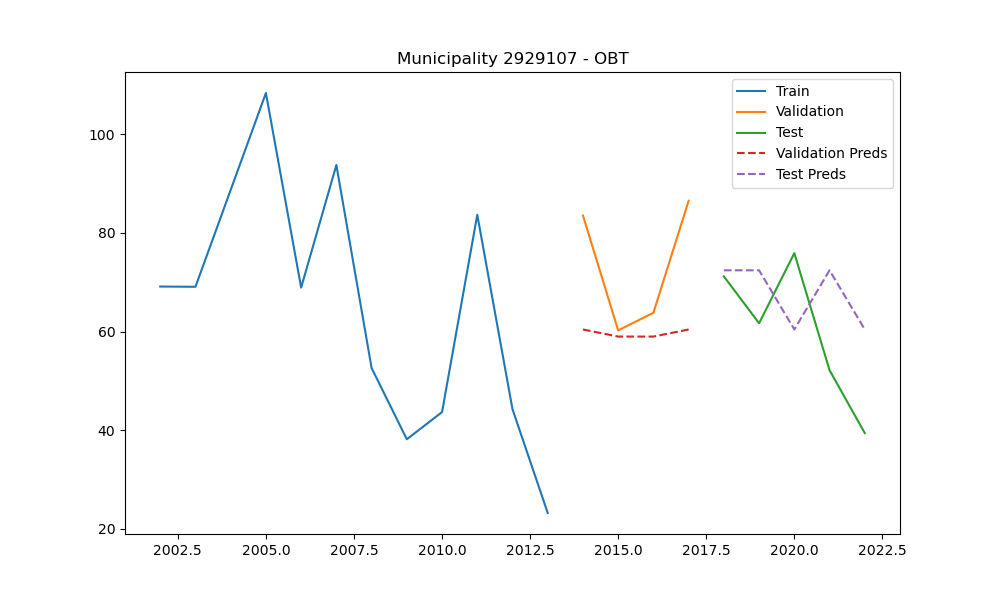 Municipality 2929107 - OBT
Train
Validation
Test
Validation Preds
Test Preds
100
80
60
40
20
2002.5 2005.0 2007.5 2010.0 2012.5 2015.0 2017.5 2020.0 2022.5